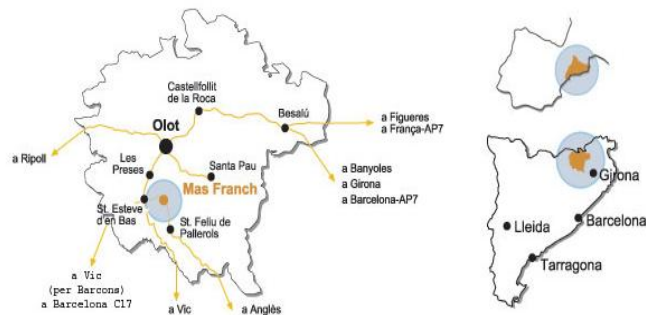 Castellfollit
de la Roca
Olot
Besalú
a Figueres
a França-AP7
a Ripoll
Les
Preses
Santa Pau
a Banyoles
a Girona
a Barcelona-AP7
Mas Franch
St. Esteve
d'en Bas
St. Feliu de
Pallerols
a Vic
(per Barcons)
a Barcelona C17
a Vic
a Anglès
Girona
Lleida
Barcelona
Tarragona